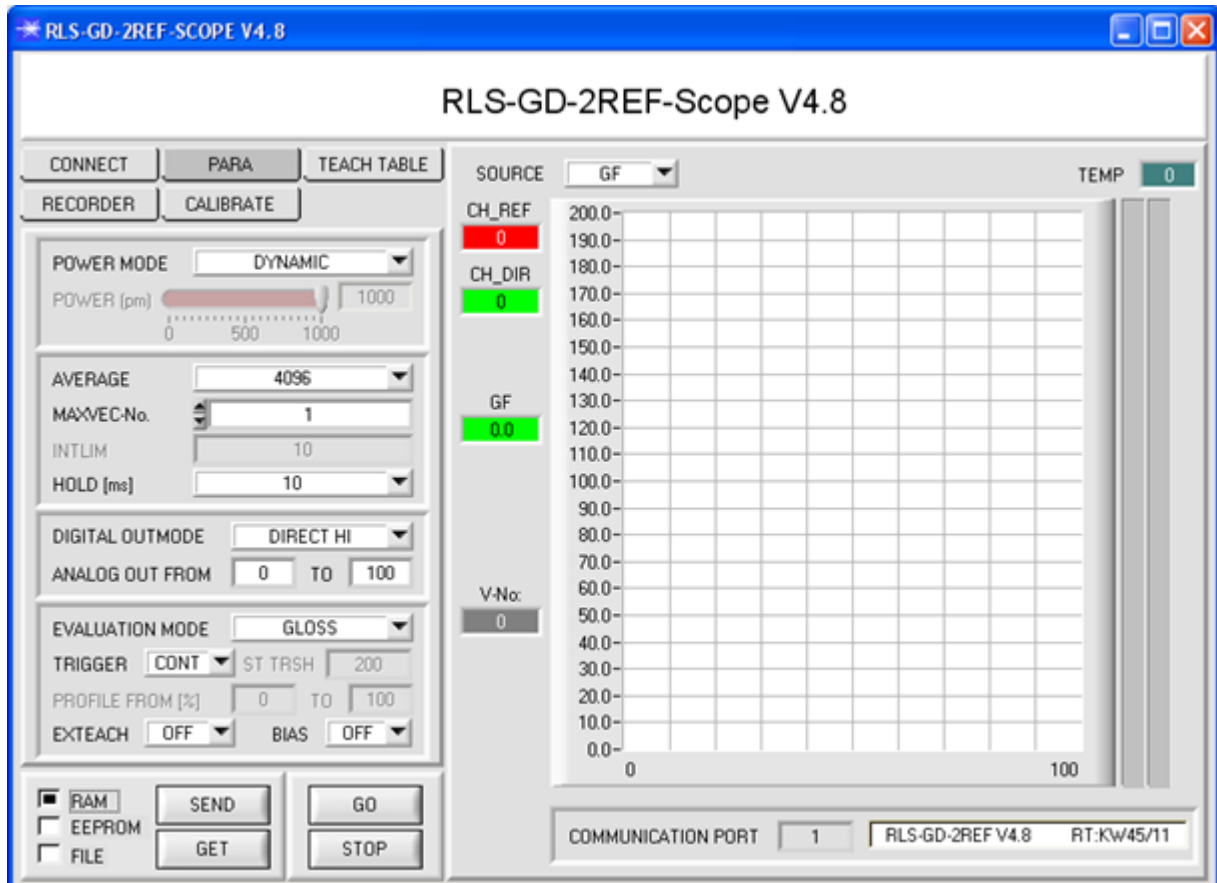 RLS-GD-2REF-SCOPE V4.8
RLS-GD-2REF-Scope V4.8
CONNECT PARA TEACH TABLE
RECORDER CALIBRATE
POWER MODE DYNAMIC
POWER (pm) 1000
0 500 1000
AVERAGE 4096
MAXVEC-No. 1
INTLIM 10
HOLD [ms] 10
DIGITAL OUTMODE DIRECT HI
ANALOG OUT FROM 0 TO 100
EVALUATION MODE GLOSS
TRIGGER CONT ST TRSH 200
PROFILE FROM [%] 0 TO 100
EXTEACH OFF BIAS OFF
RAM
EEPROM
FILE
SEND
GET
GO
STOP
SOURCE GF
TEMP 0
CH_REF
0
CH_DIR
0
GF
0.0
V-No:
0
200.0
190.0
180.0
170.0
160.0
150.0
140.0
130.0
120.0
110.0
100.0
90.0
80.0
70.0
60.0
50.0
40.0
30.0
20.0
10.0
0.0
0 100
COMMUNICATION PORT 1 RLS-GD-2REF V4.8 RT:KW45/11